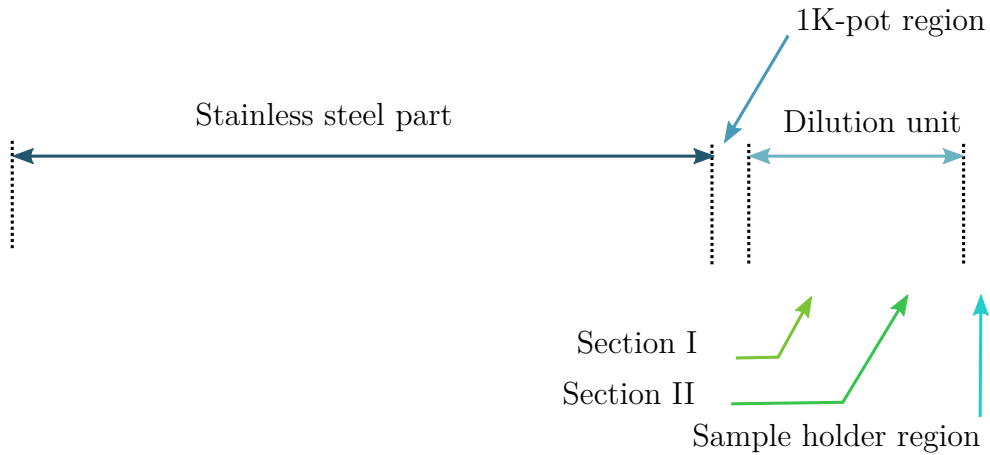 1K-pot region
Stainless steel part
Dilution unit
Section I
Section II
Sample holder region